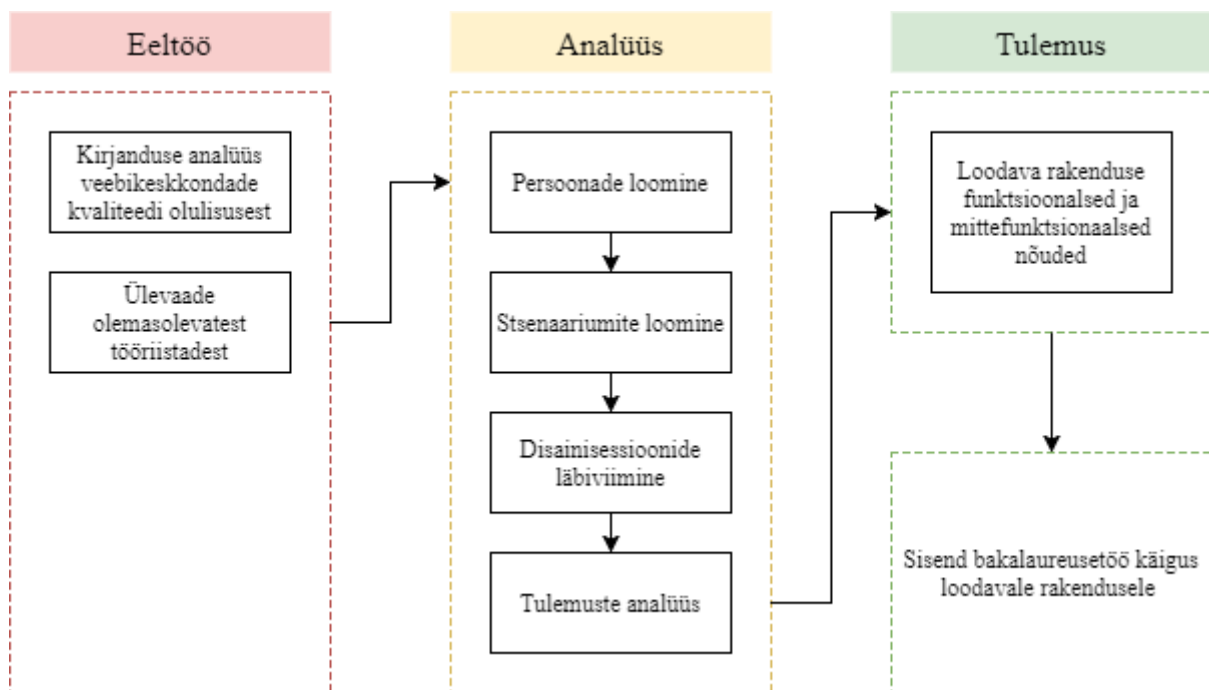 Eeltöö
Kirjanduse analüüs
veebikeskkondade
kvaliteedi olulisusest
Ülevaade
olemasolevatest
tööriistadest
Analüüs
Persoonade loomine
Stsenaariumite loomine
Disainisessioonide
läbiviimine
Tulemuste analüüs
Tulemus
Loodava rakenduse
funktsioonalsed ja
mittefunktsionaalsed
nõuded
Sisend bakalaureusetöö käigus
loodavale rakendusele